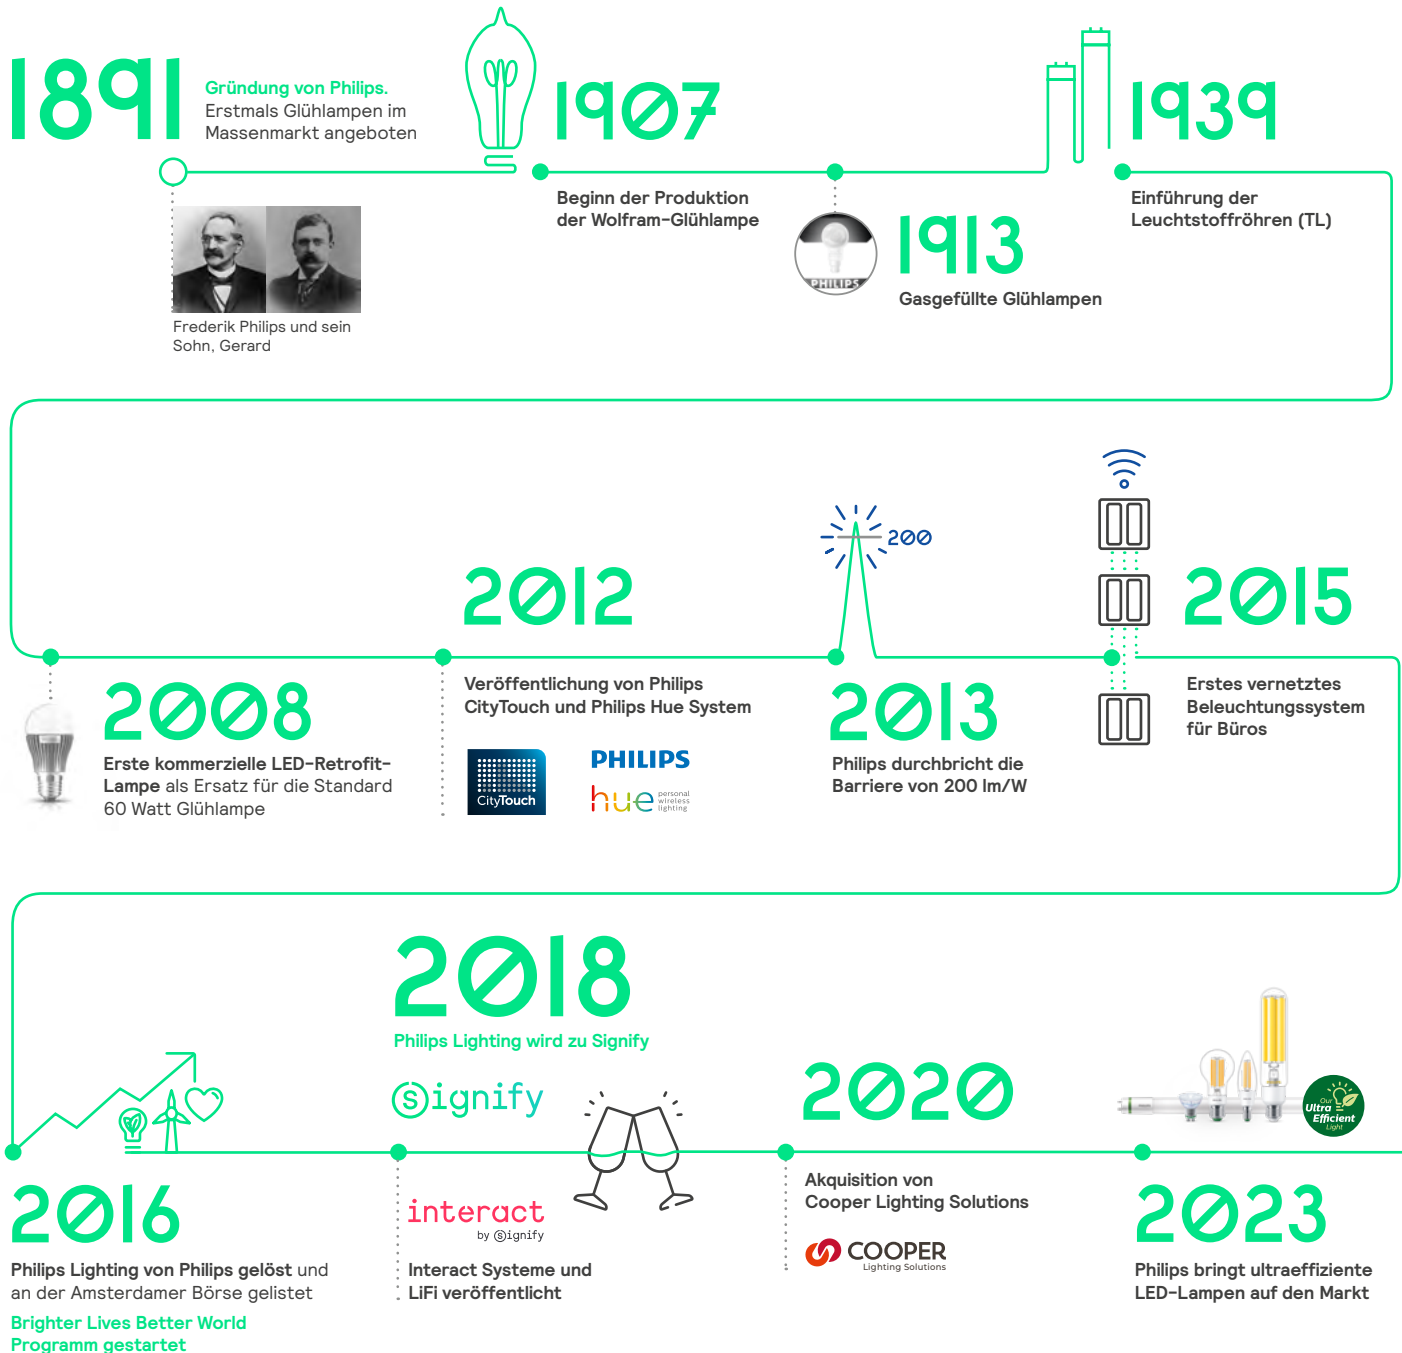 1891
Gründung von Philips.
Erstmals Glühlampen im
Massenmarkt angeboten
Frederik Philips und sein
Sohn, Gerard
1907
Beginn der Produktion
der Wolfram-Glühlampe
PHILIPS
1913
Gasgefüllte Glühlampen
1939
Einführung der
Leuchtstoffröhren (TL)
2008
Erste kommerzielle LED-Retrofit-
Lampe als Ersatz für die Standard
60 Watt Glühlampe
2012
Veröffentlichung von Philips
CityTouch und Philips Hue System
CityTouch
PHILIPS
hue personal
wireless
lighting
200
2013
Philips durchbricht die
Barriere von 200 lm/W
2015
Erstes vernetztes
Beleuchtungssystem
für Büros
2016
Philips Lighting von Philips gelöst und
an der Amsterdamer Börse gelistet
Brighter Lives Better World
Programm gestartet
2018
Philips Lighting wird zu Signify
Signify
interact
by Signify
Interact Systeme und
LiFi veröffentlicht
2020
Akquisition von
Cooper Lighting Solutions
COOPER
Lighting Solutions
Our
Ultra
Efficient
Light
2023
Philips bringt ultraeffiziente
LED-Lampen auf den Markt